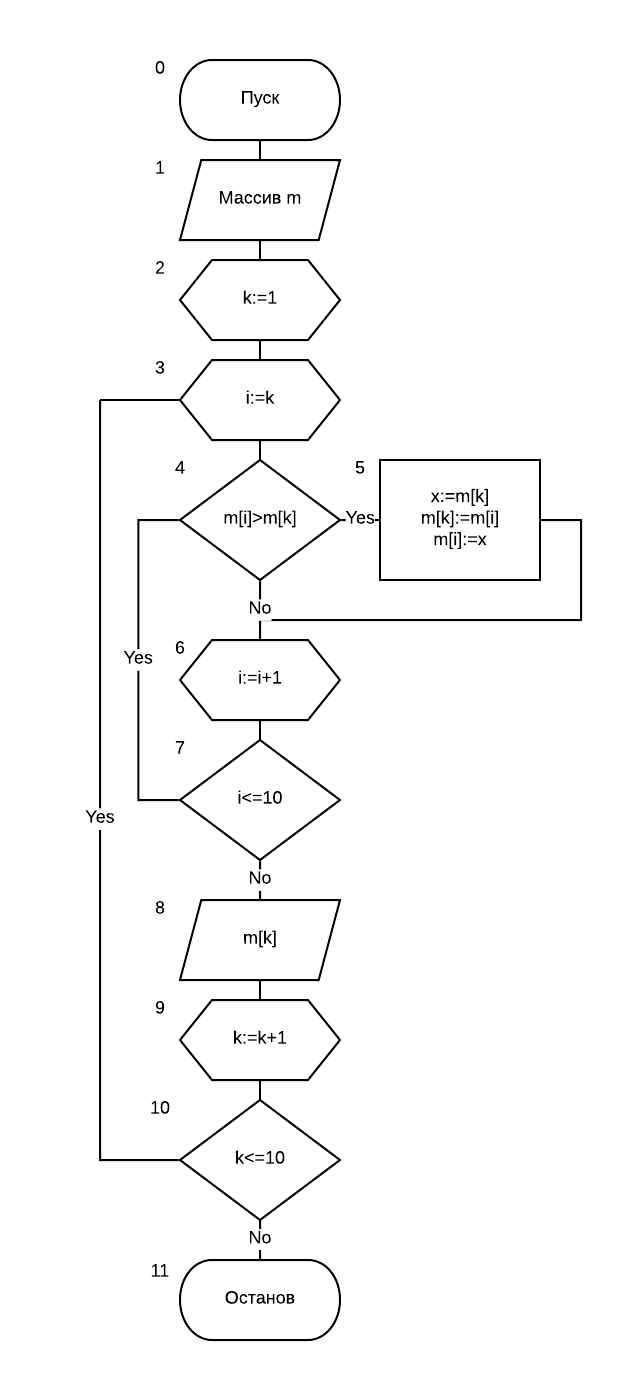 0
Пуск
1
Массив m
2
k:=1
3
i:=k
4
m[i]>m[k]
Yes
5
x:=m[k]
m[k]:=m[i]
m[i]:=x
No
Yes
6
i:=i+1
7
i<=10
Yes
No
8
m[k]
9
k:=k+1
10
k<=10
No
11
Останов